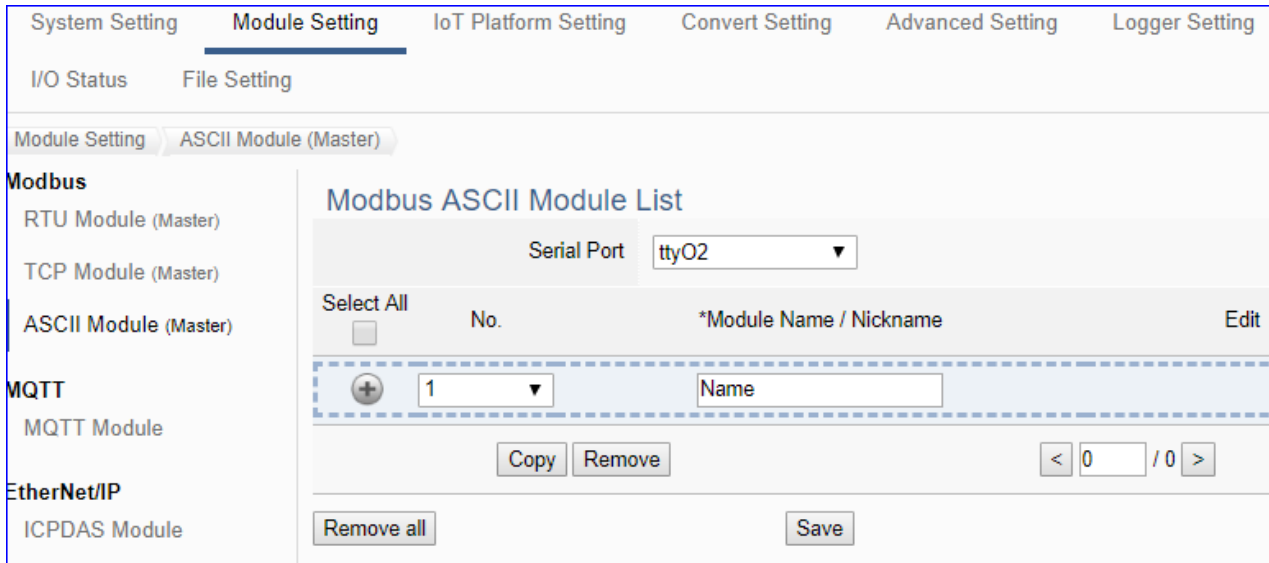 System Setting Module Setting IoT Platform Setting Convert Setting Advanced Setting Logger Setting
I/O Status File Setting
Module Setting ASCII Module (Master)
Modbus
RTU Module (Master)
TCP Module (Master)
ASCII Module (Master)
MQTT
MQTT Module
EtherNet/IP
ICPDAS Module
Modbus ASCII Module List
Serial Port ttyO2
Select All No. *Module Name / Nickname Edit
1 Name
Copy Remove < 0 / 0 >
Remove all Save